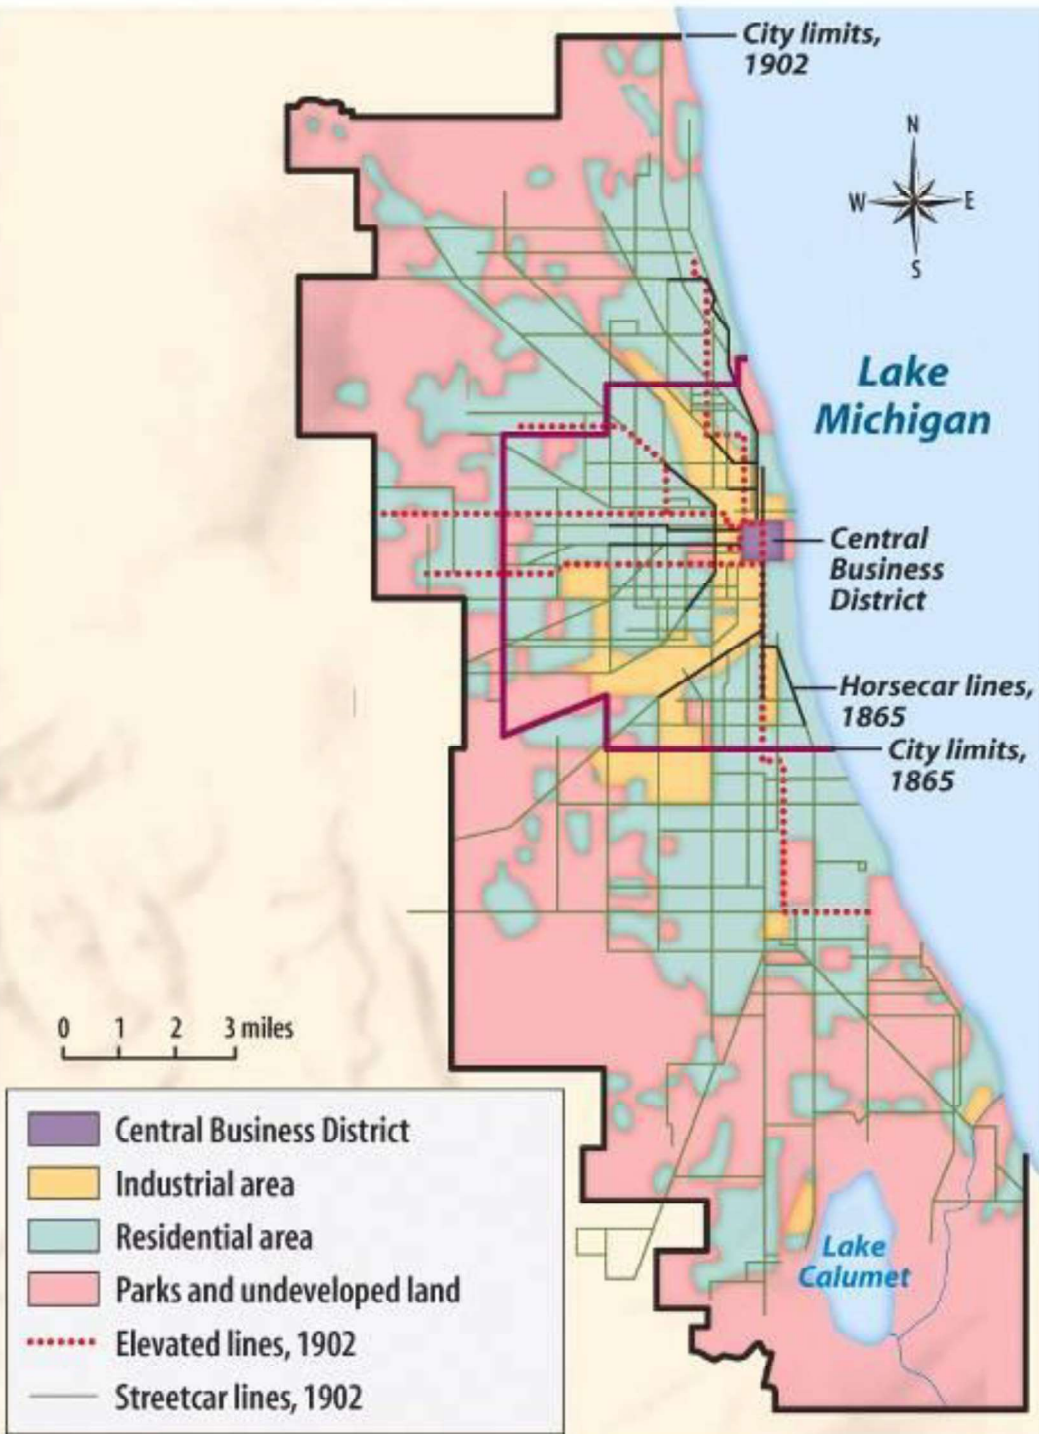 City limits,
1902
N
W
E
S
Lake
Michigan
Central
Business
District
Horsecar lines,
1865
City limits,
1865
0 1 2 3 miles
Central Business District
Industrial area
Residential area
Parks and undeveloped land
Elevated lines, 1902
Streetcar lines, 1902
Lake
Calumet